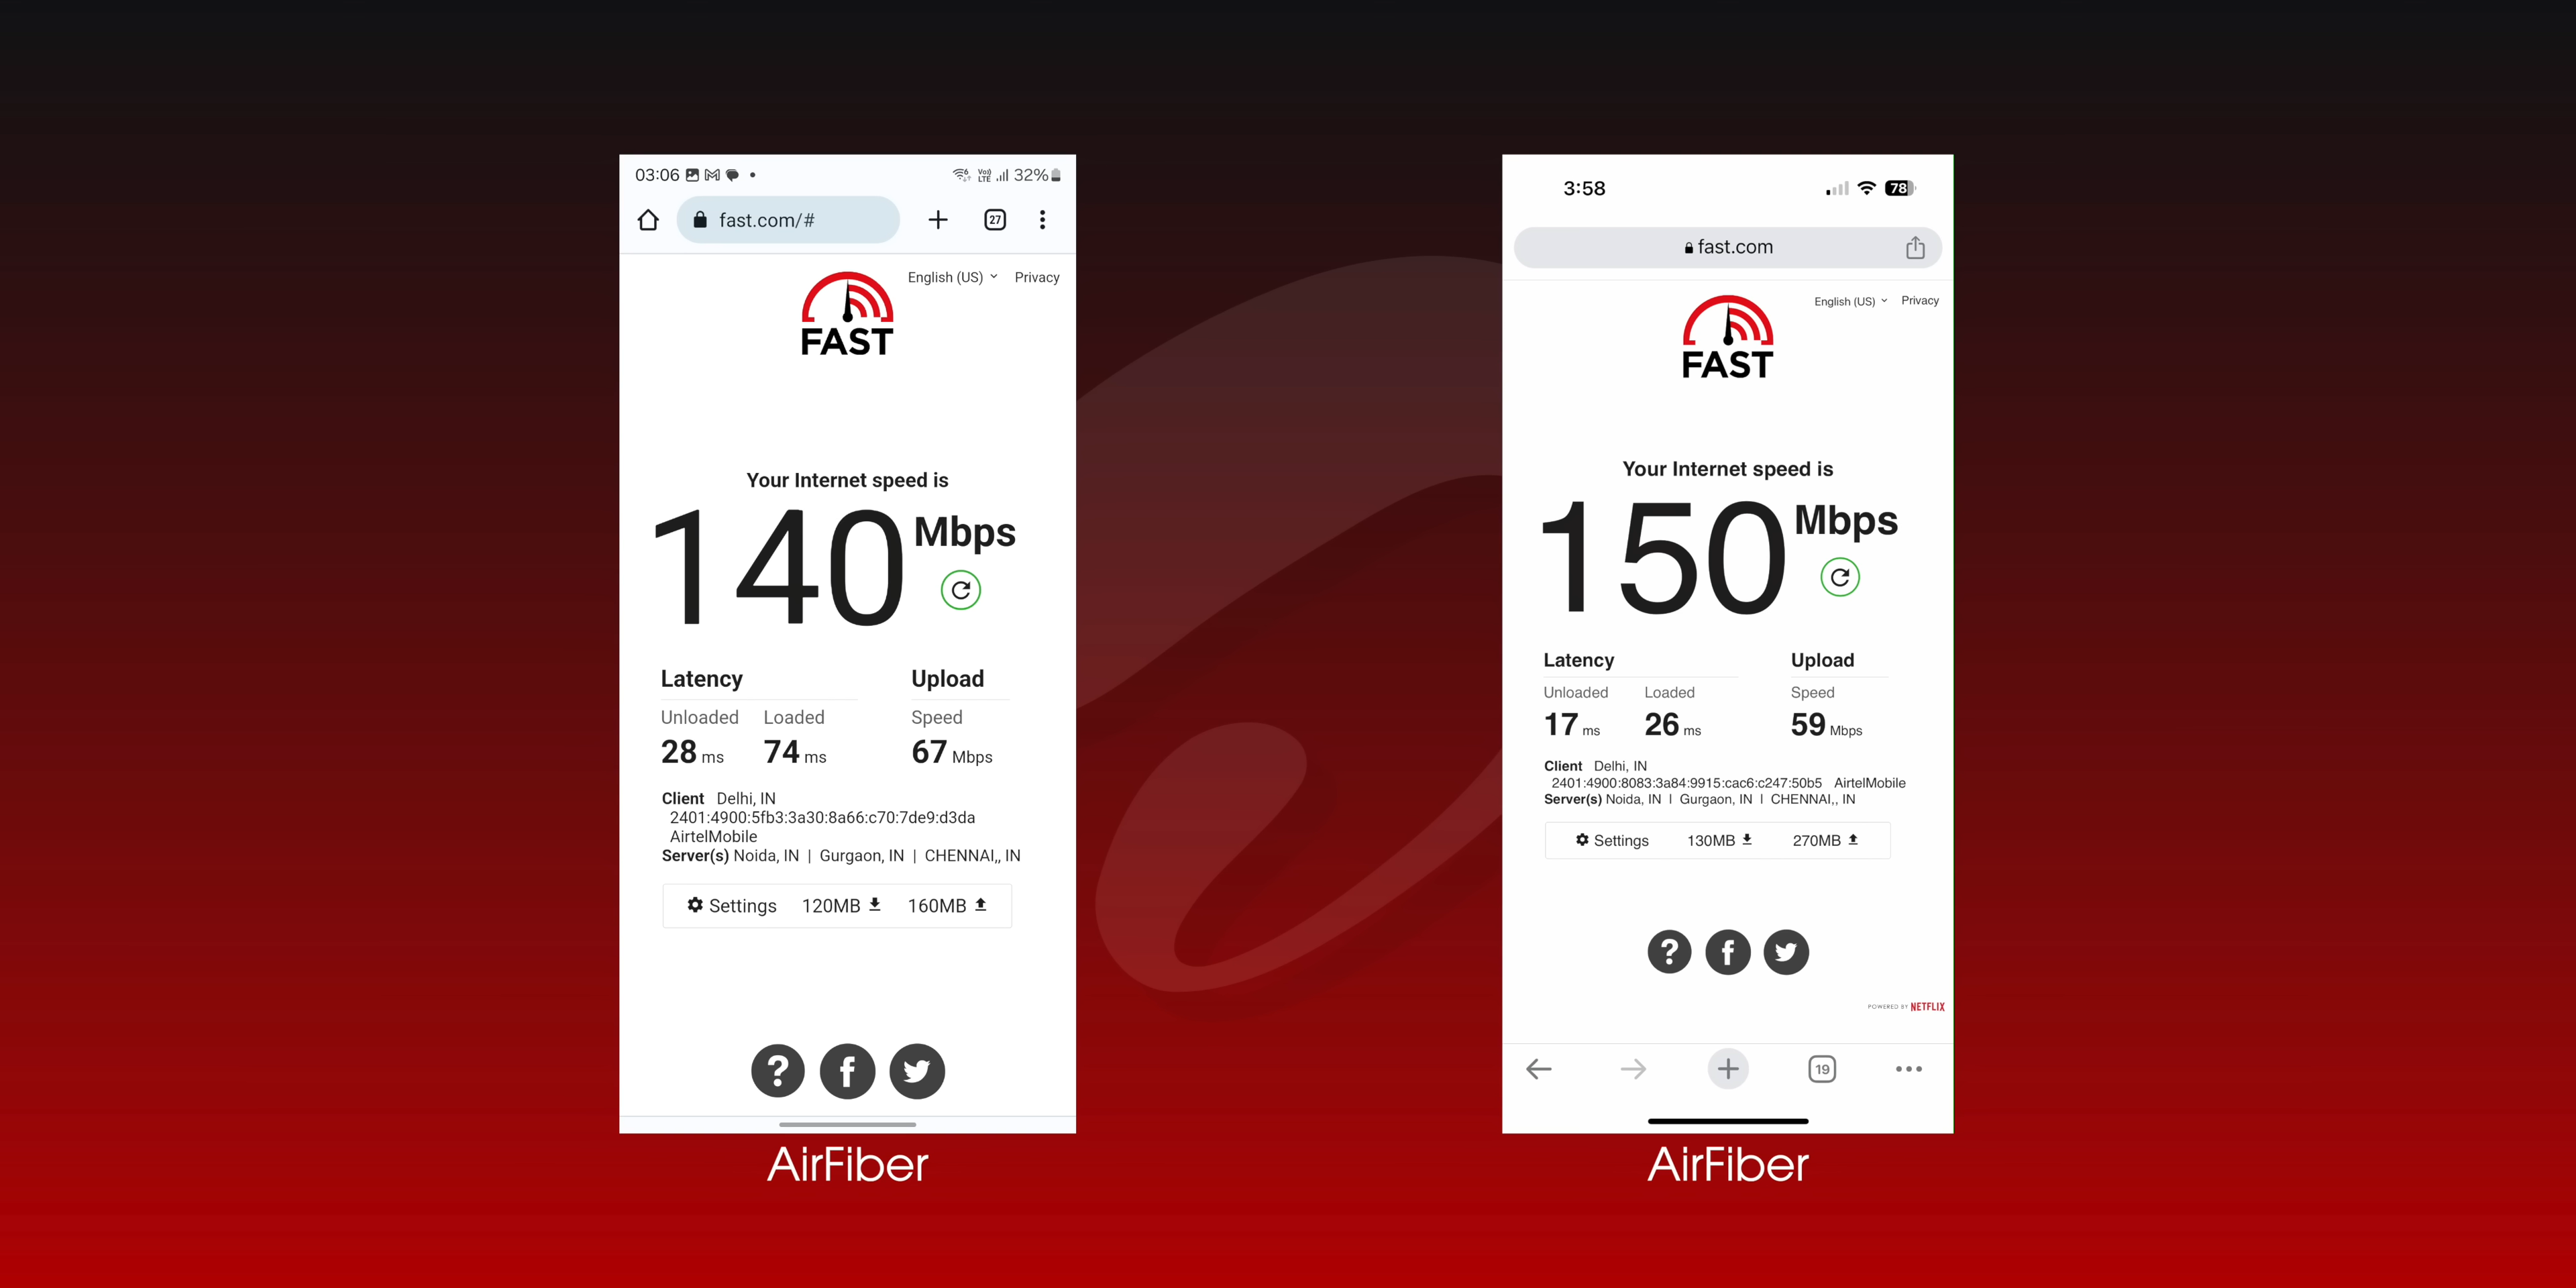 03:06
Vo))
LTE
32%
fast.com/#
27
English (US) Privacy
FAST
Your Internet speed is
140 Mbps
Latency Upload
Unloaded Loaded Speed
28 ms 74 ms 67 Mbps
Client Delhi, IN
2401:4900:5fb3:3a30:8a66:c70:7de9:d3da
AirtelMobile
Server(s) Noida, IN | Gurgaon, IN | CHENNAI,, IN
Settings 120MB 160MB
?
AirFiber
3:58
78
fast.com
English (US) Privacy
FAST
Your Internet speed is
150 Mbps
Latency Upload
Unloaded Loaded Speed
17 ms 26 ms 59 Mbps
Client Delhi, IN
2401:4900:8083:3a84:9915:cac6:c247:50b5 AirtelMobile
Server(s) Noida, IN | Gurgaon, IN | CHENNAI,, IN
Settings 130MB 270MB
?
POWERED BY NETFLIX
19
AirFiber